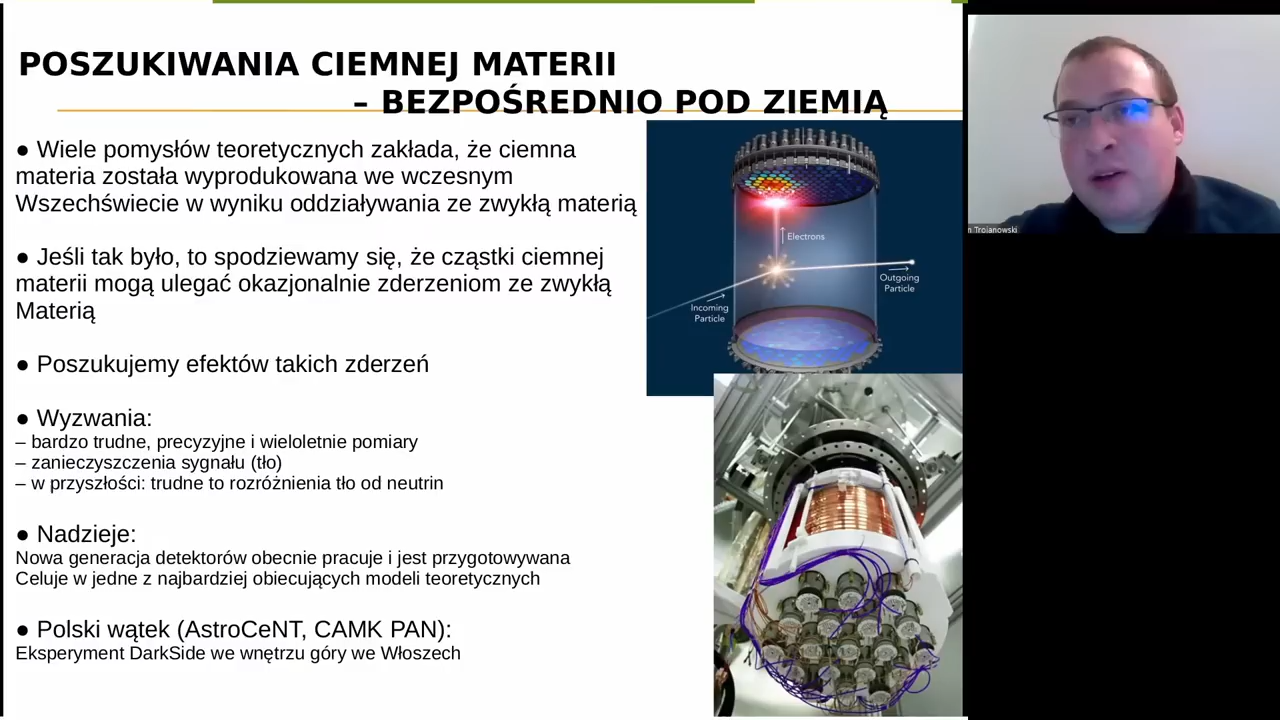 POSZUKIWANIA CIEMNEJ MATERII
– BEZPOŚREDNIO POD ZIEMIĄ
● Wiele pomysłów teoretycznych zakłada, że ciemna
materia została wyprodukowana we wczesnym
Wszechświecie w wyniku oddziaływania ze zwykłą materią
● Jeśli tak było, to spodziewamy się, że cząstki ciemnej
materii mogą ulegać okazjonalnie zderzeniom ze zwykłą
Materią
● Poszukujemy efektów takich zderzeń
● Wyzwania:
– bardzo trudne, precyzyjne i wieloletnie pomiary
– zanieczyszczenia sygnału (tło)
– w przyszłości: trudne to rozróżnienia tło od neutrin
● Nadzieje:
Nowa generacja detektorów obecnie pracuje i jest przygotowywana
Celuje w jedne z najbardziej obiecujących modeli teoretycznych
● Polski wątek (AstroCeNT, CAMK PAN):
Eksperyment DarkSide we wnętrzu góry we Włoszech
Electrons
Outgoing
Particle
Incoming
Particle
n Trojanowski